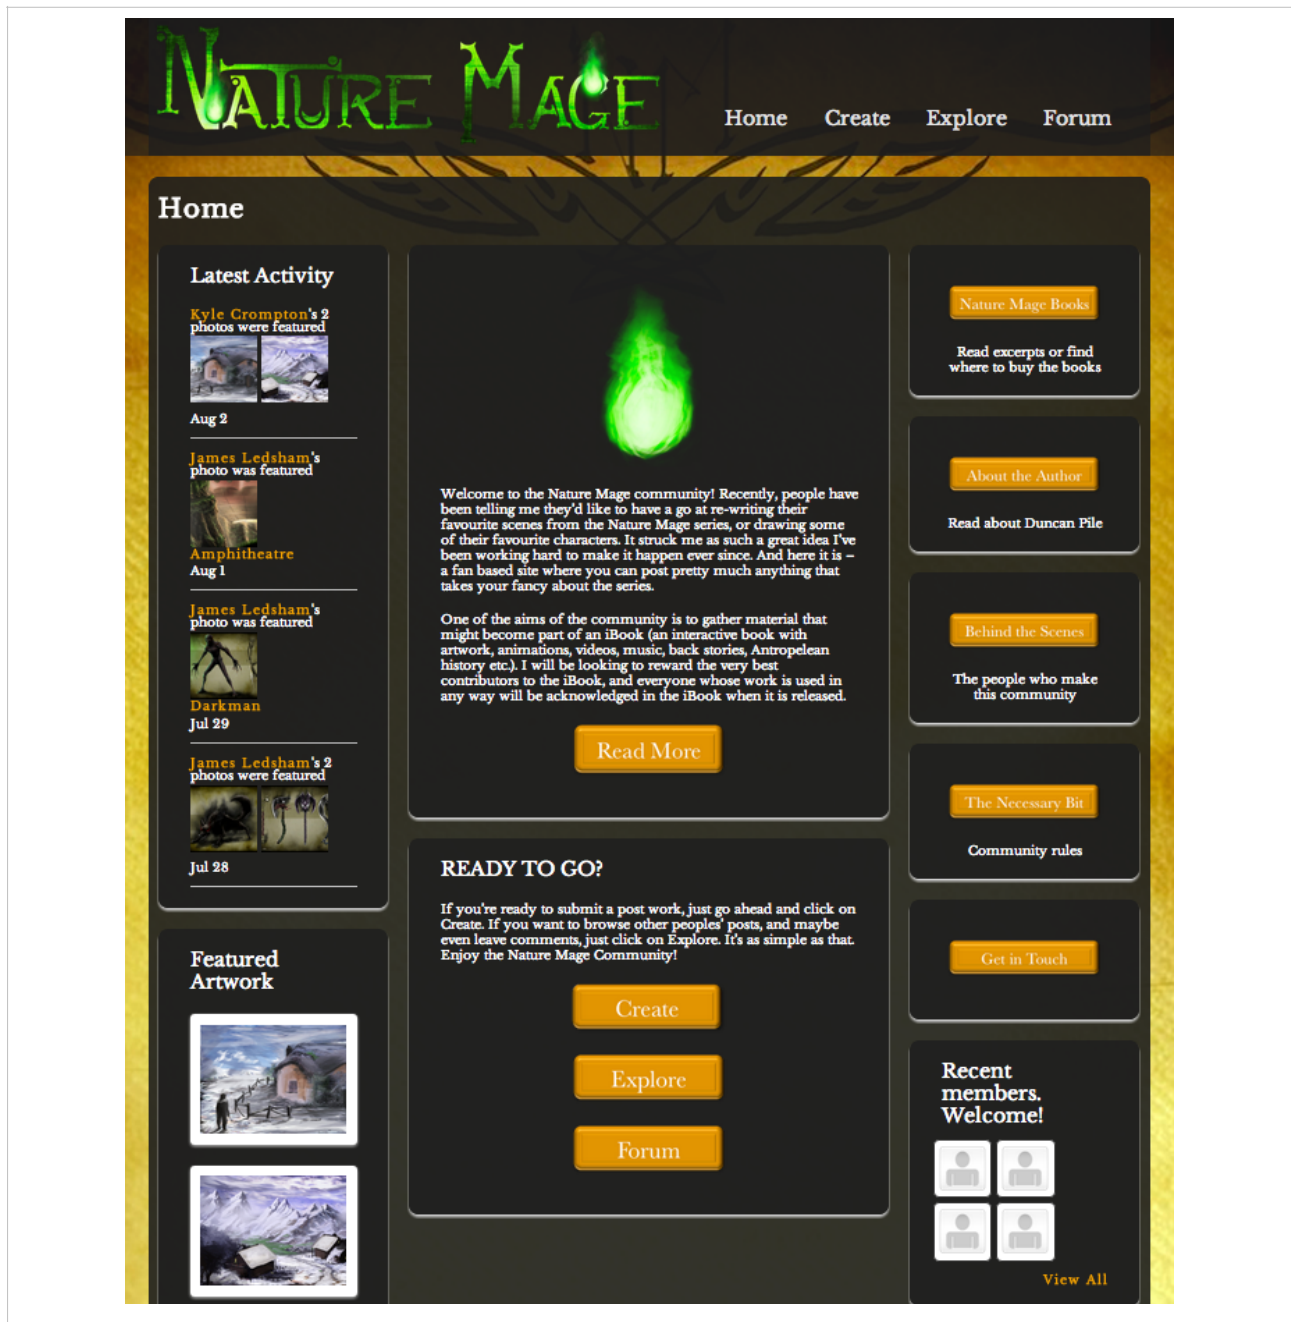 NATURE MAGE
Home Create Explore Forum
Home
Latest Activity
Kyle Crompton's 2
photos were featured
Aug 2
James Ledsham's
photo was featured
Amphitheatre
Aug 1
James Ledsham's
photo was featured
Darkman
Jul 29
James Ledsham's 2
photos were featured
Jul 28
Featured
Artwork
Welcome to the Nature Mage community! Recently, people have
been telling me they'd like to have a go at re-writing their
favourite scenes from the Nature Mage series, or drawing some
of their favourite characters. It struck me as such a great idea I've
been working hard to make it happen ever since. And here it is –
a fan based site where you can post pretty much anything that
takes your fancy about the series.
One of the aims of the community is to gather material that
might become part of an iBook (an interactive book with
artwork, animations, videos, music, back stories, Antropelean
history etc.). I will be looking to reward the very best
contributors to the iBook, and everyone whose work is used in
any way will be acknowledged in the iBook when it is released.
Read More
READY TO GO?
If you're ready to submit a post work, just go ahead and click on
Create. If you want to browse other peoples' posts, and maybe
even leave comments, just click on Explore. It's as simple as that.
Enjoy the Nature Mage Community!
Create
Explore
Forum
Nature Mage Books
Read excerpts or find
where to buy the books
About the Author
Read about Duncan Pile
Behind the Scenes
The people who make
this community
The Necessary Bit
Community rules
Get in Touch
Recent
members.
Welcome!
View All